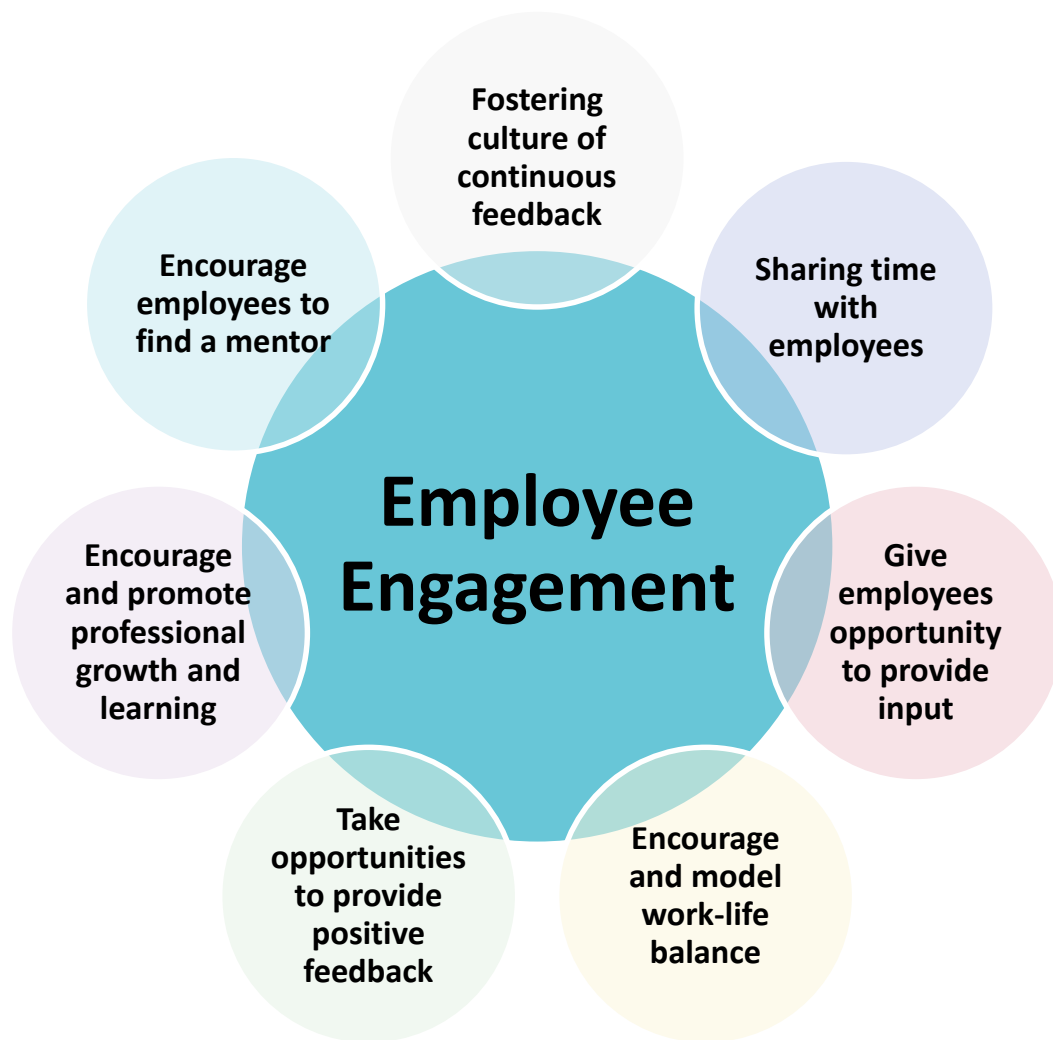 Fostering
culture of
continuous
feedback
Sharing time
with
employees
Give
employees
opportunity
to provide
input
Encourage
and model
work-life
balance
Take
opportunities
to provide
positive
feedback
Encourage
and promote
professional
growth and
learning
Encourage
employees to
find a mentor
Employee
Engagement